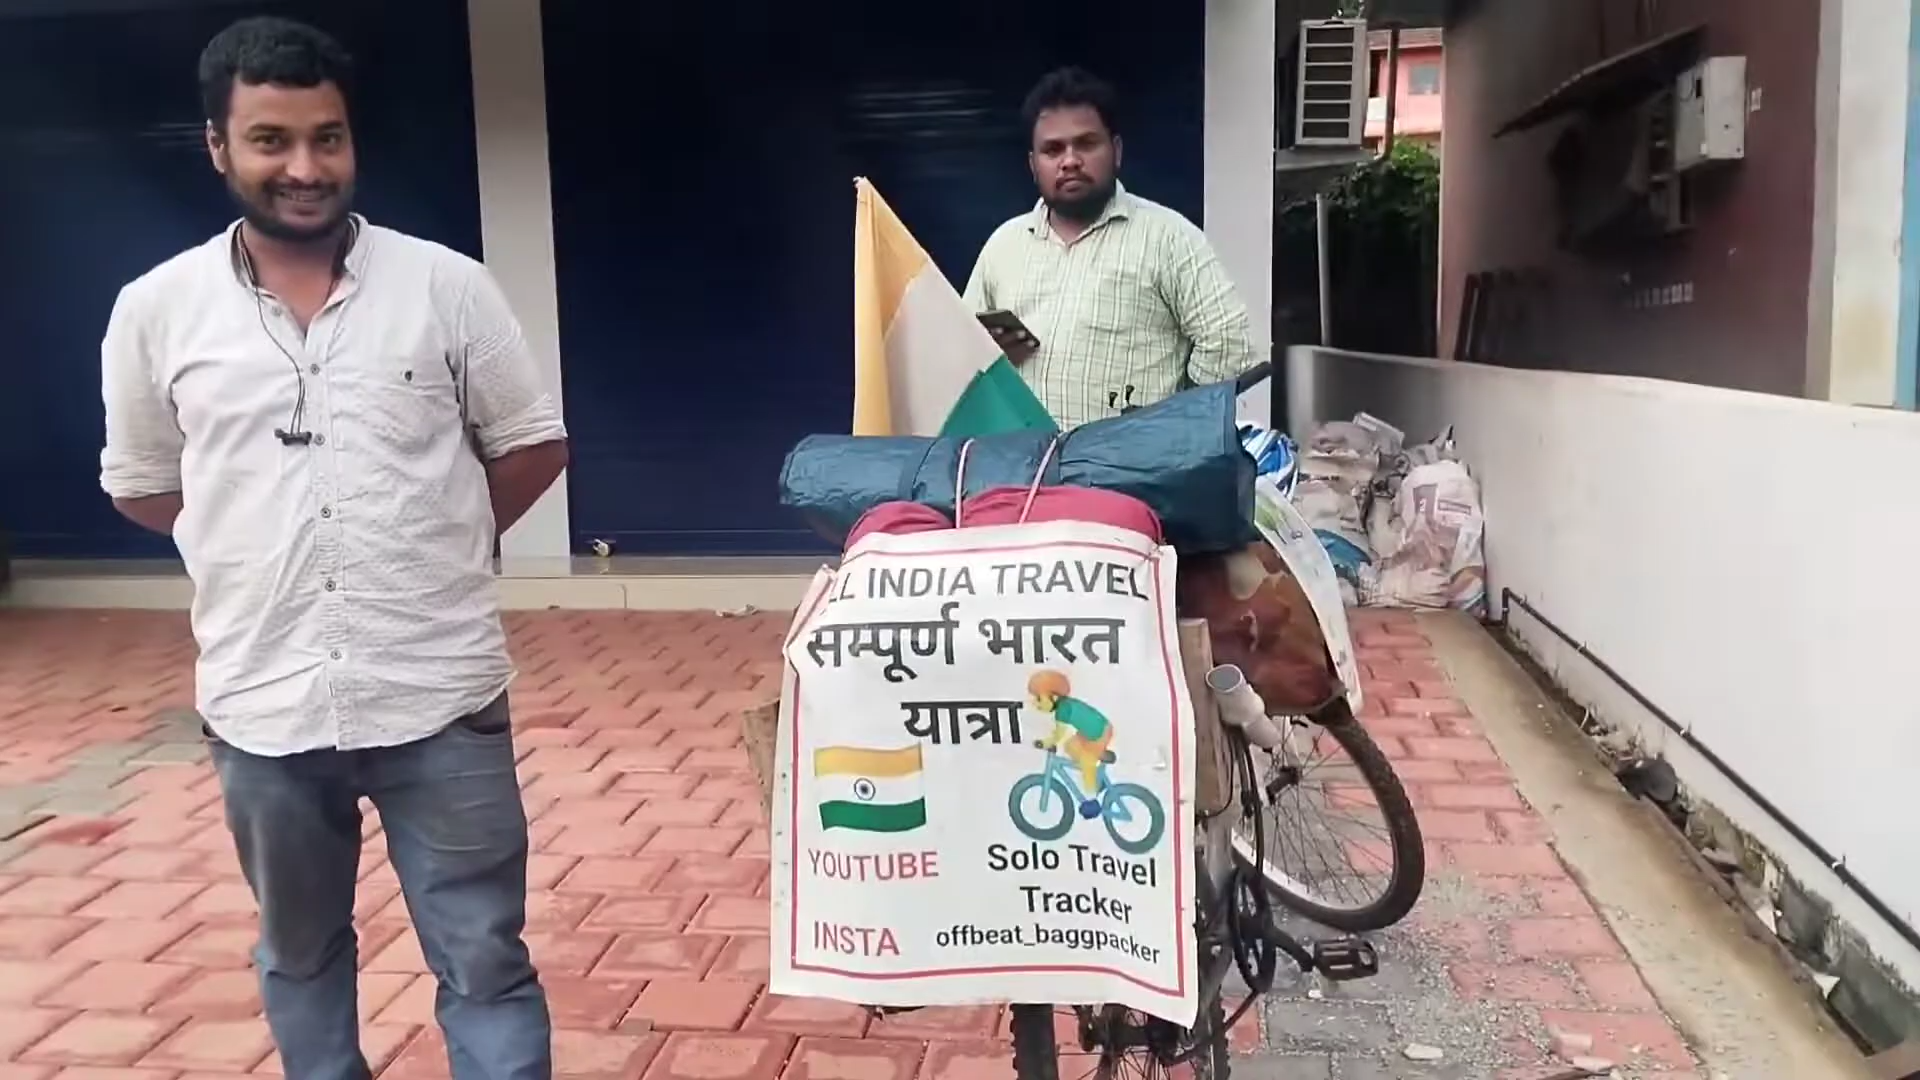 LL INDIA TRAVEL
सम्पूर्ण भारत
यात्रा
YOUTUBE
Solo Travel
Tracker
INSTA
offbeat_baggpacker